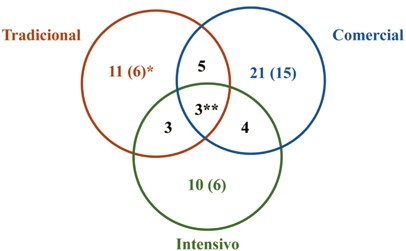 Tradicional Comercial
11 (6)* 5 21 (15)
3**
3 4
10 (6)
Intensivo